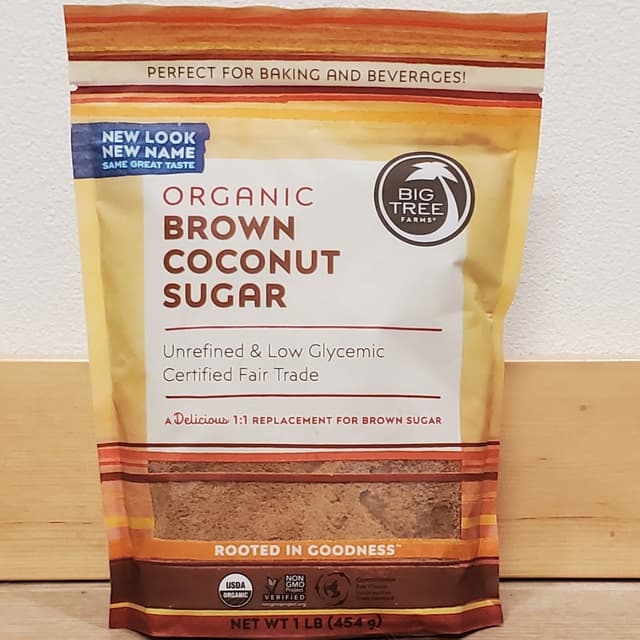 PERFECT FOR BAKING AND BEVERAGES!
NEW LOOK
NEW NAME
SAME GREAT TASTE
BIG
TREE
FARMS®
ORGANIC
BROWN
COCONUT
SUGAR
Unrefined & Low Glycemic
Certified Fair Trade
A Delicious 1:1 REPLACEMENT FOR BROWN SUGAR
ROOTED IN GOODNESS™
USDA
ORGANIC
NON
GMO
Project
VERIFIED
NET WT 1 LB (454 g)